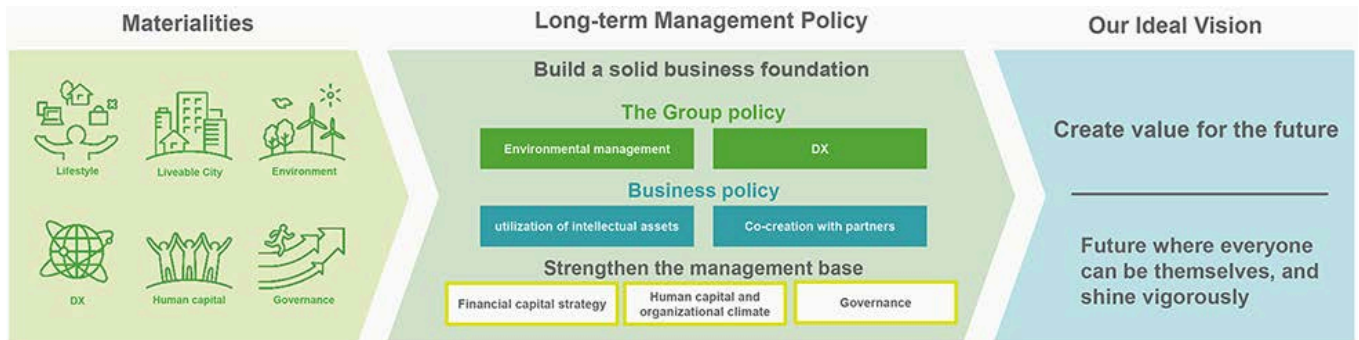 Materialities
Lifestyle
Liveable City
Environment
DX
Human capital
Governance
Long-term Management Policy
Build a solid business foundation
The Group policy
Environmental management
DX
Business policy
utilization of intellectual assets
Co-creation with partners
Strengthen the management base
Financial capital strategy
Human capital and
organizational climate
Governance
Our Ideal Vision
Create value for the future
Future where everyone
can be themselves, and
shine vigorously